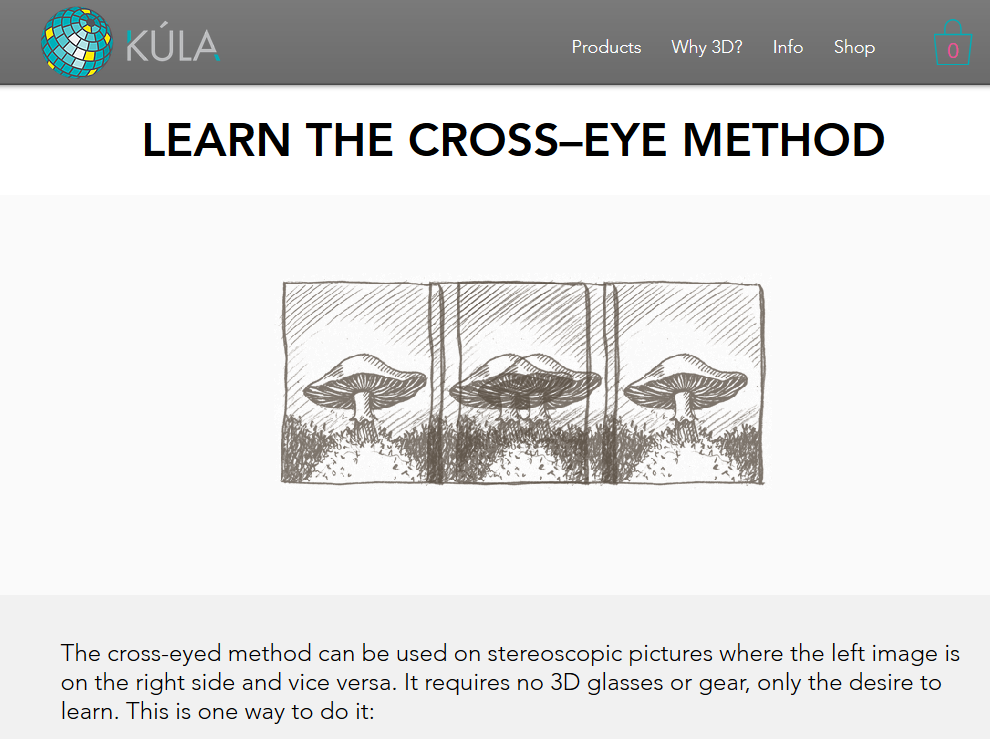 KÚLA
Products Why 3D? Info Shop
0
LEARN THE CROSS–EYE METHOD
The cross-eyed method can be used on stereoscopic pictures where the left image is
on the right side and vice versa. It requires no 3D glasses or gear, only the desire to
learn. This is one way to do it: